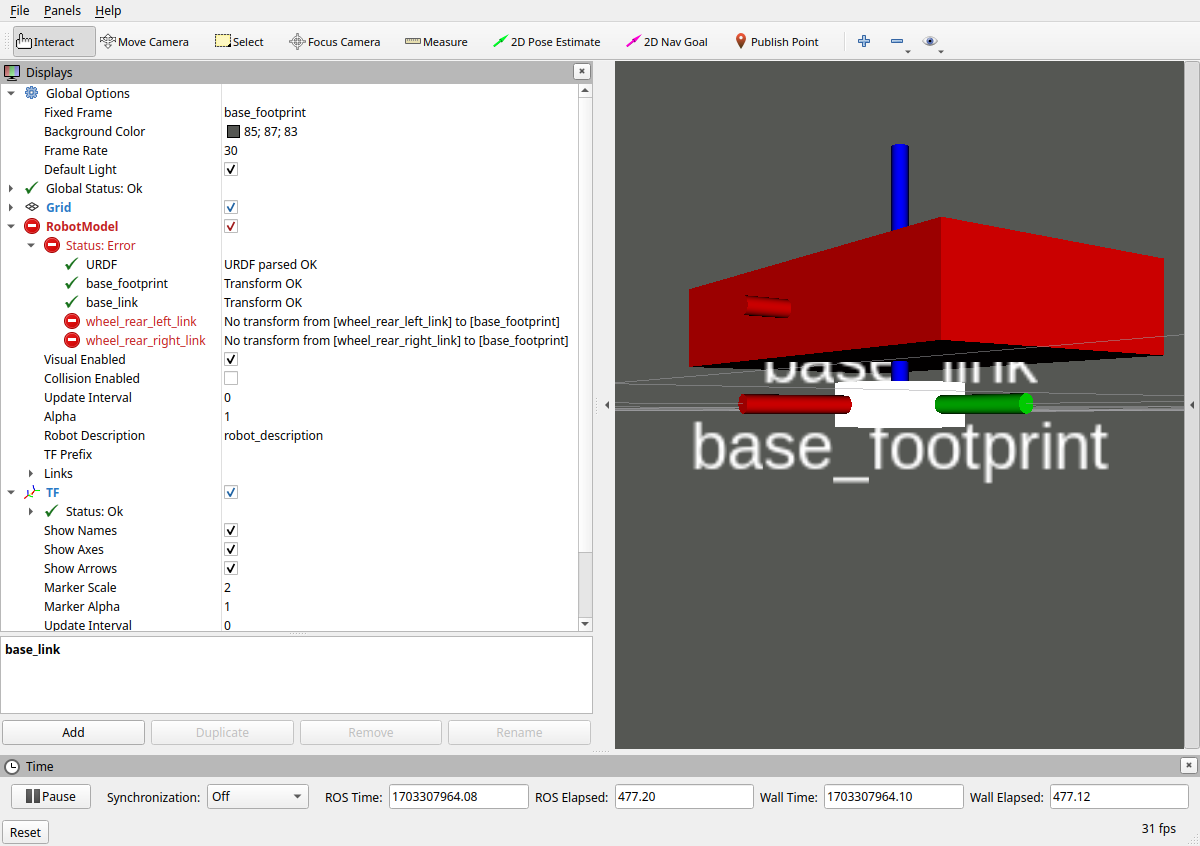 File Panels Help
Interact Move Camera Select Focus Camera Measure 2D Pose Estimate 2D Nav Goal Publish Point
Displays
Global Options
Fixed Frame base_footprint
Background Color 85; 87; 83
Frame Rate 30
Default Light
Global Status: Ok
Grid
RobotModel
Status: Error
URDF URDF parsed OK
base_footprint Transform OK
base_link Transform OK
wheel_rear_left_link No transform from [wheel_rear_left_link] to [base_footprint]
wheel_rear_right_link No transform from [wheel_rear_right_link] to [base_footprint]
Visual Enabled
Collision Enabled
Update Interval 0
Alpha 1
Robot Description robot_description
TF Prefix
Links
TF
Status: Ok
Show Names
Show Axes
Show Arrows
Marker Scale 2
Marker Alpha 1
Update Interval 0
base_link
Add Duplicate Remove Rename
base_link
base_footprint
Time
Pause Synchronization: Off ROS Time: 1703307964.08 ROS Elapsed: 477.20 Wall Time: 1703307964.10 Wall Elapsed: 477.12
Reset 31 fps